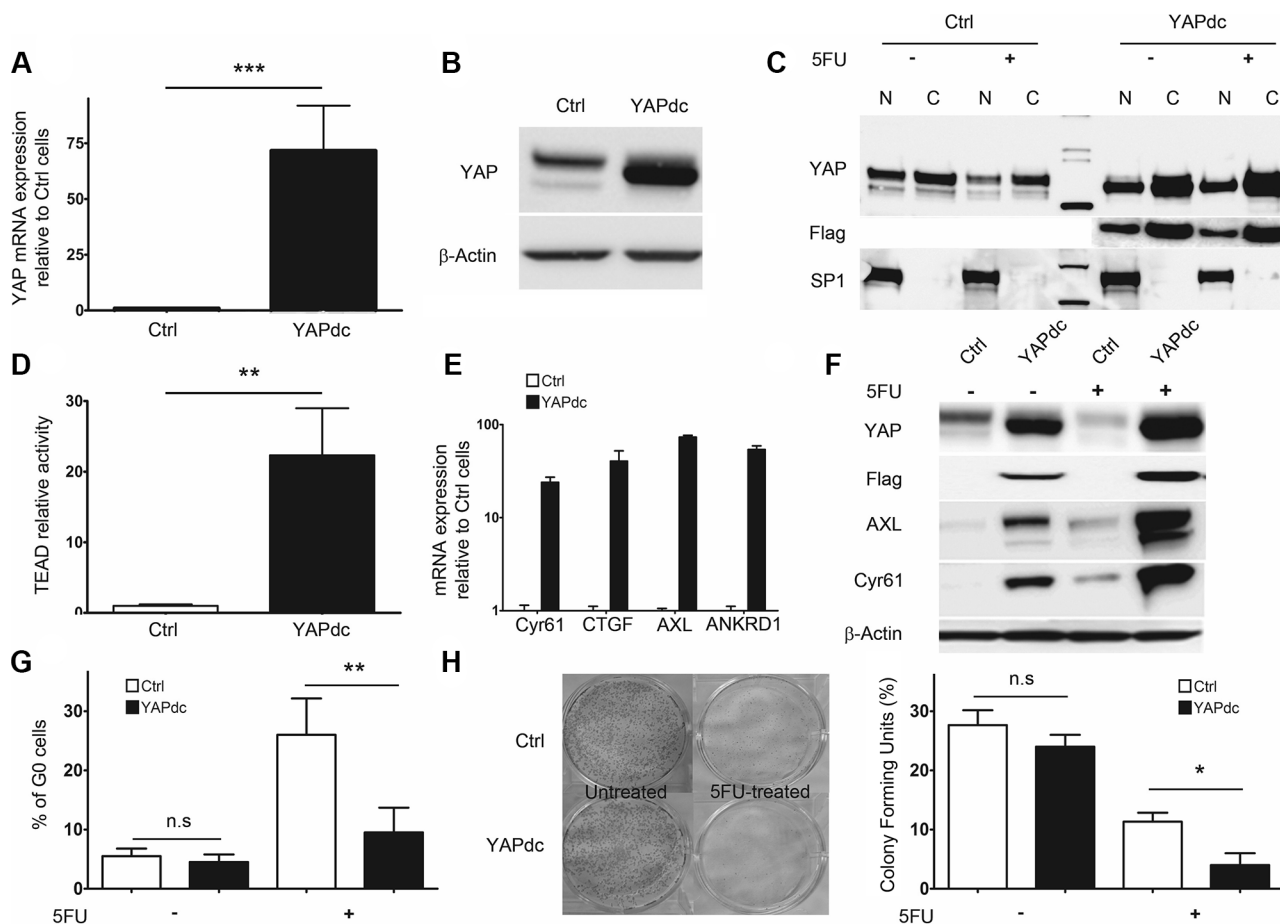 A
***
YAP mRNA expression
relative to Ctrl cells
75
50
25
0
Ctrl YAPdc
B
Ctrl YAPdc
YAP
β-Actin
C
Ctrl YAPdc
5FU - + - +
N C N C N C N C
YAP
Flag
SP1
D
**
TEAD relative activity
30
20
10
0
Ctrl YAPdc
E
Ctrl
YAPdc
mRNA expression
relative to Ctrl cells
100
10
1
Cyr61 CTGF AXL ANKRD1
F
Ctrl YAPdc Ctrl YAPdc
5FU - - + +
YAP
Flag
AXL
Cyr61
β-Actin
G
% of G0 cells
Ctrl
YAPdc
**
n.s
30
20
10
0
5FU - +
H
Ctrl
Untreated 5FU-treated
YAPdc
Colony Forming Units (%)
n.s
Ctrl
YAPdc
*
30
20
10
0
5FU - +